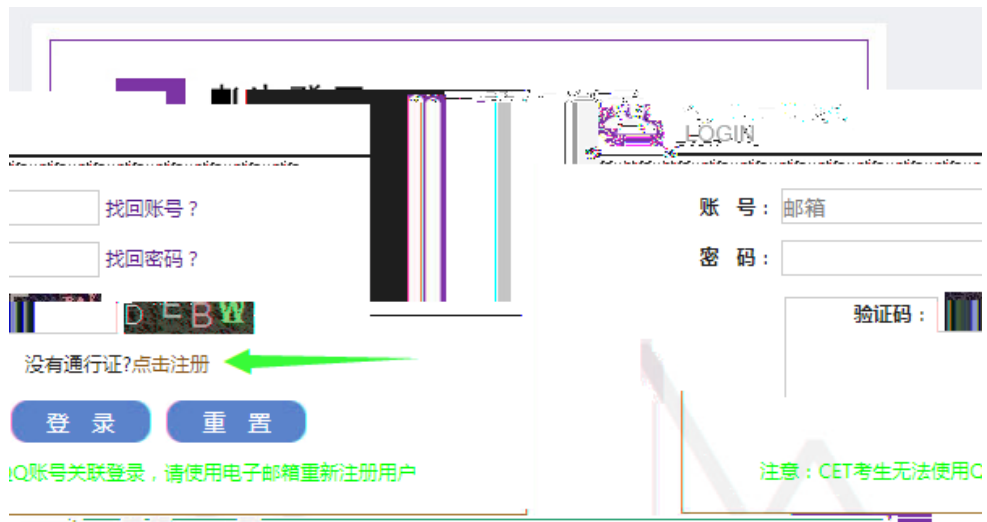 LOGIN
找回账号？
账 号：邮箱
找回密码？
密 码：
验证码：
D E B W
没有通行证?点击注册
登 录 重 置
Q账号关联登录，请使用电子邮箱重新注册用户
注意：CET考生无法使用Q